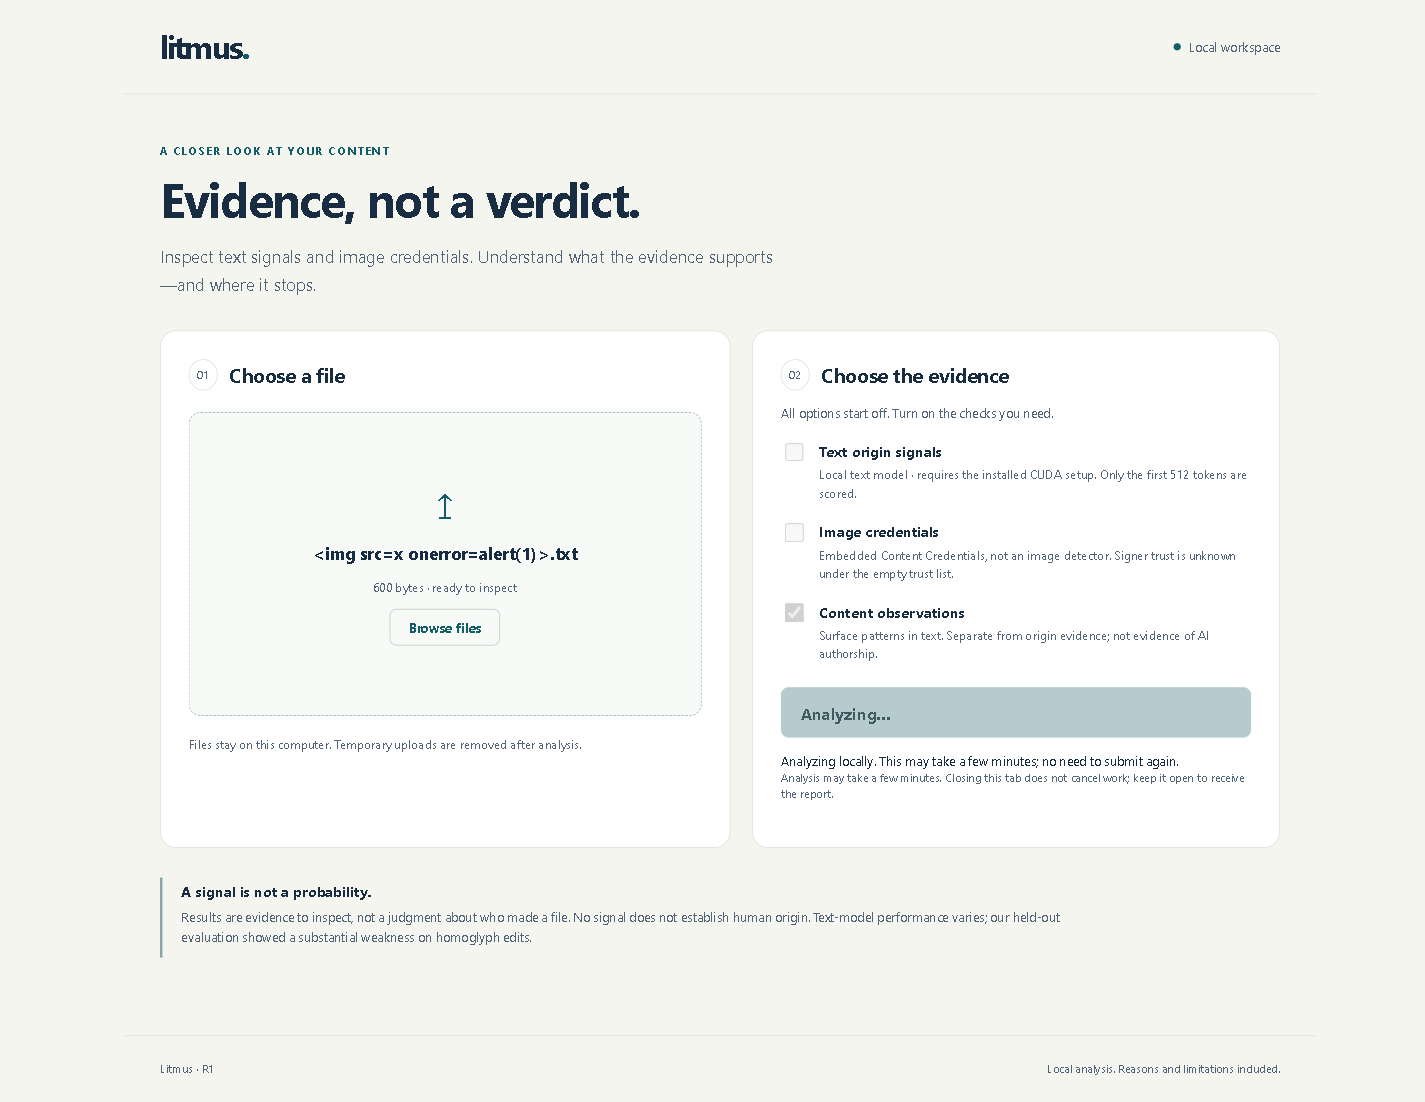 litmus.
Local workspace
A CLOSER LOOK AT YOUR CONTENT
Evidence, not a verdict.
Inspect text signals and image credentials. Understand what the evidence supports
—and where it stops.
01 Choose a file
<img src=x onerror=alert(1)>.txt
600 bytes · ready to inspect
Browse files
Files stay on this computer. Temporary uploads are removed after analysis.
02 Choose the evidence
All options start off. Turn on the checks you need.
Text origin signals
Local text model · requires the installed CUDA setup. Only the first 512 tokens are
scored.
Image credentials
Embedded Content Credentials, not an image detector. Signer trust is unknown
under the empty trust list.
Content observations
Surface patterns in text. Separate from origin evidence; not evidence of AI
authorship.
Analyzing...
Analyzing locally. This may take a few minutes; no need to submit again.
Analysis may take a few minutes. Closing this tab does not cancel work; keep it open to receive
the report.
A signal is not a probability.
Results are evidence to inspect, not a judgment about who made a file. No signal does not establish human origin. Text-model performance varies; our held-out
evaluation showed a substantial weakness on homoglyph edits.
Litmus · R1
Local analysis. Reasons and limitations included.